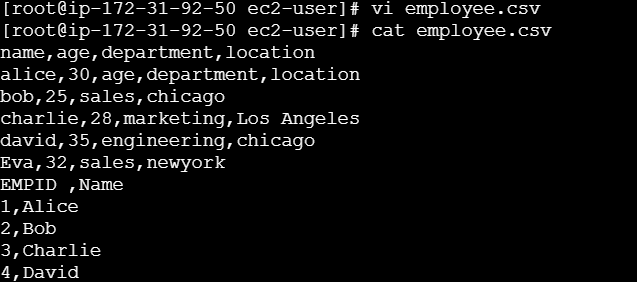 [root@ip-172-31-92-50 ec2-user]# vi employee.csv
[root@ip-172-31-92-50 ec2-user]# cat employee.csv
name,age,department,location
alice,30,age,department,location
bob,25,sales,chicago
charlie,28,marketing,Los Angeles
david,35,engineering,chicago
Eva,32,sales,newyork
EMPID ,Name
1,Alice
2,Bob
3,Charlie
4,David